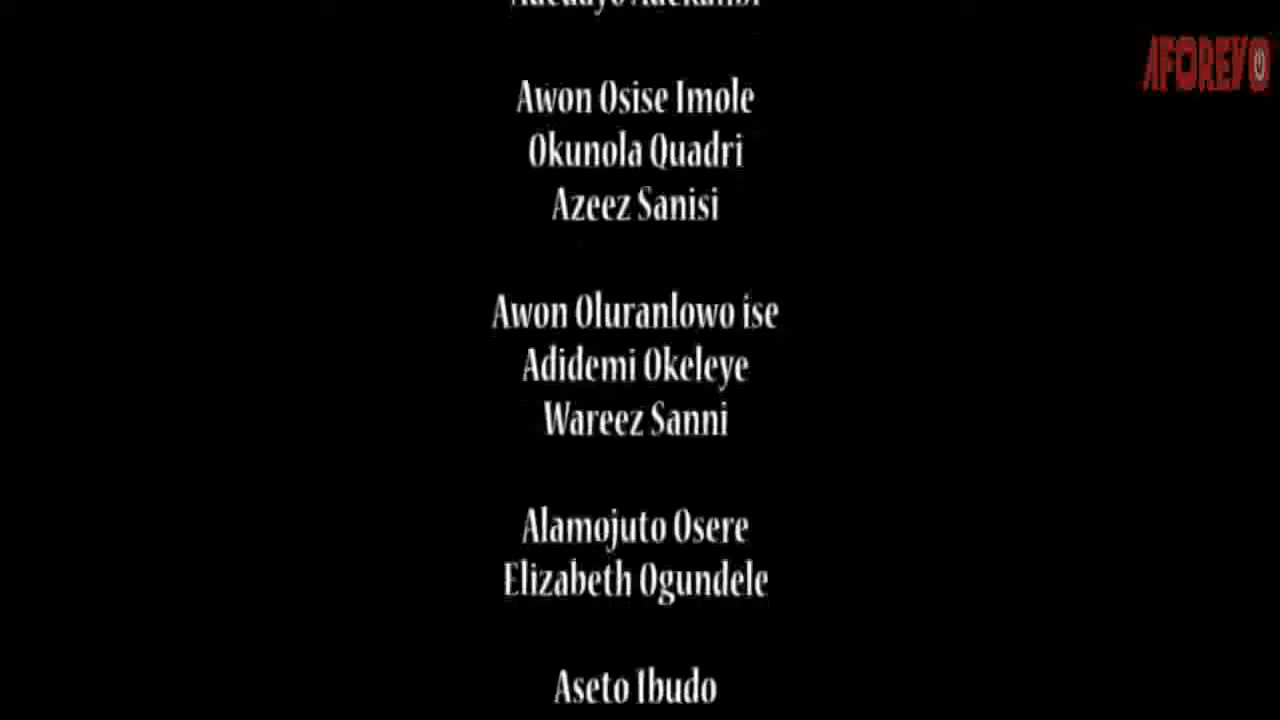 AFOREVO
Awon Osise Imole
Okunola Quadri
Azeez Sanisi
Awon Oluranlowo ise
Adidemi Okeleye
Wareez Sanni
Alamojuto Osere
Elizabeth Ogundele
Aseto Ibudo